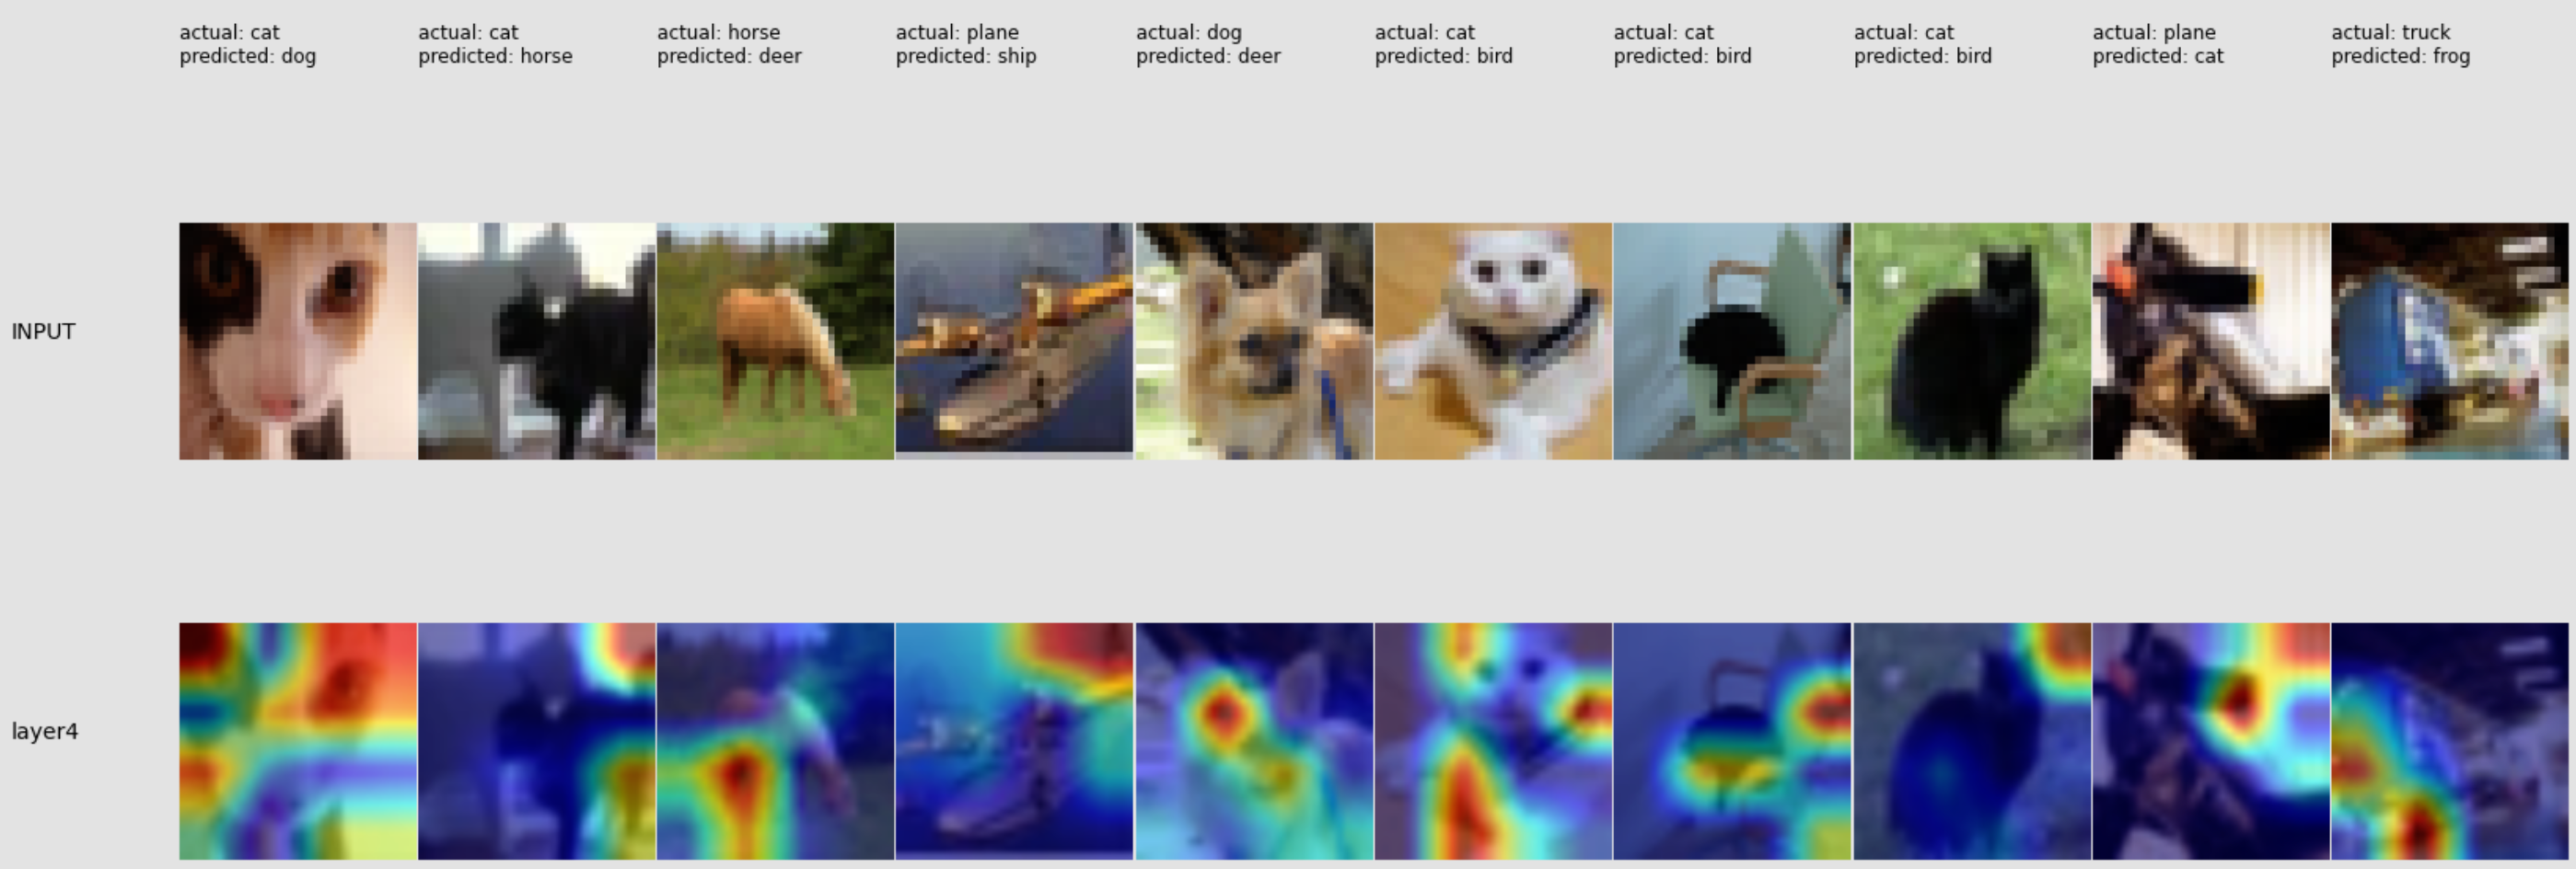 actual: cat
predicted: dog
actual: cat
predicted: horse
actual: horse
predicted: deer
actual: plane
predicted: ship
actual: dog
predicted: deer
actual: cat
predicted: bird
actual: cat
predicted: bird
actual: cat
predicted: bird
actual: plane
predicted: cat
actual: truck
predicted: frog
INPUT
layer4